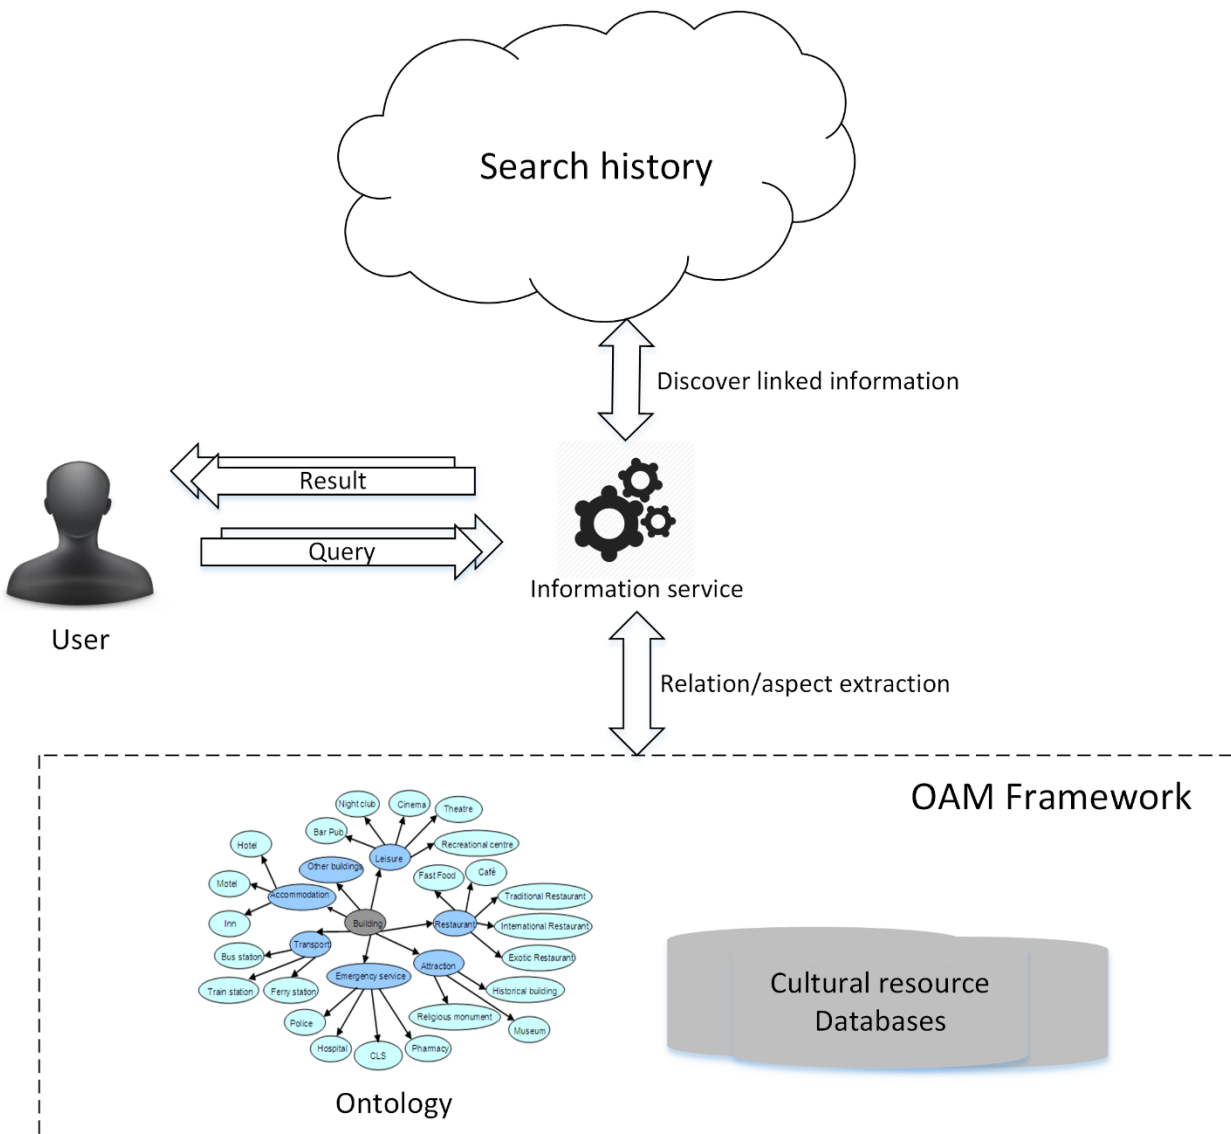 Search history
Discover linked information
Result
Query
Information service
User
Relation/aspect extraction
OAM Framework
Night club
Cinema
Theatre
Bar Pub
Recreational centre
Hotel
Leisure
Other buildings
Fast Food
Café
Motel
Accommodation
Traditional Restaurant
Inn
Building
Restaurant
International Restaurant
Bus station
Transport
Exotic Restaurant
Emergency service
Attraction
Train station
Ferry station
Historical building
Religious monument
Police
Museum
Hospital
CLS
Pharmacy
Cultural resource
Databases
Ontology